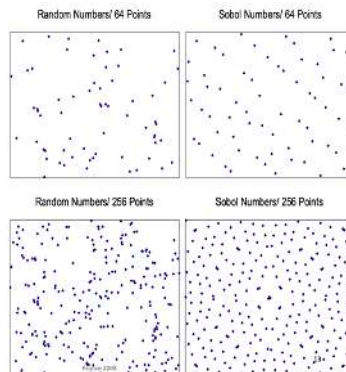 Random Numbers/ 64 Points
Sobol Numbers/ 64 Points
Random Numbers/ 256 Points
Sobol Numbers/ 256 Points